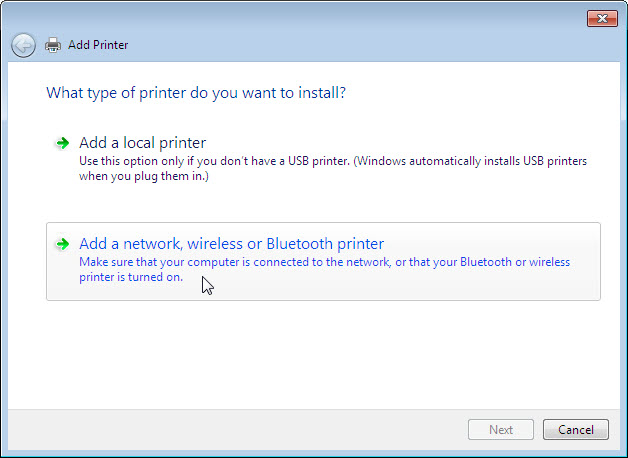 Add Printer
What type of printer do you want to install?
Add a local printer
Use this option only if you don't have a USB printer. (Windows automatically installs USB printers
when you plug them in.)
Add a network, wireless or Bluetooth printer
Make sure that your computer is connected to the network, or that your Bluetooth or wireless
printer is turned on.
Next
Cancel